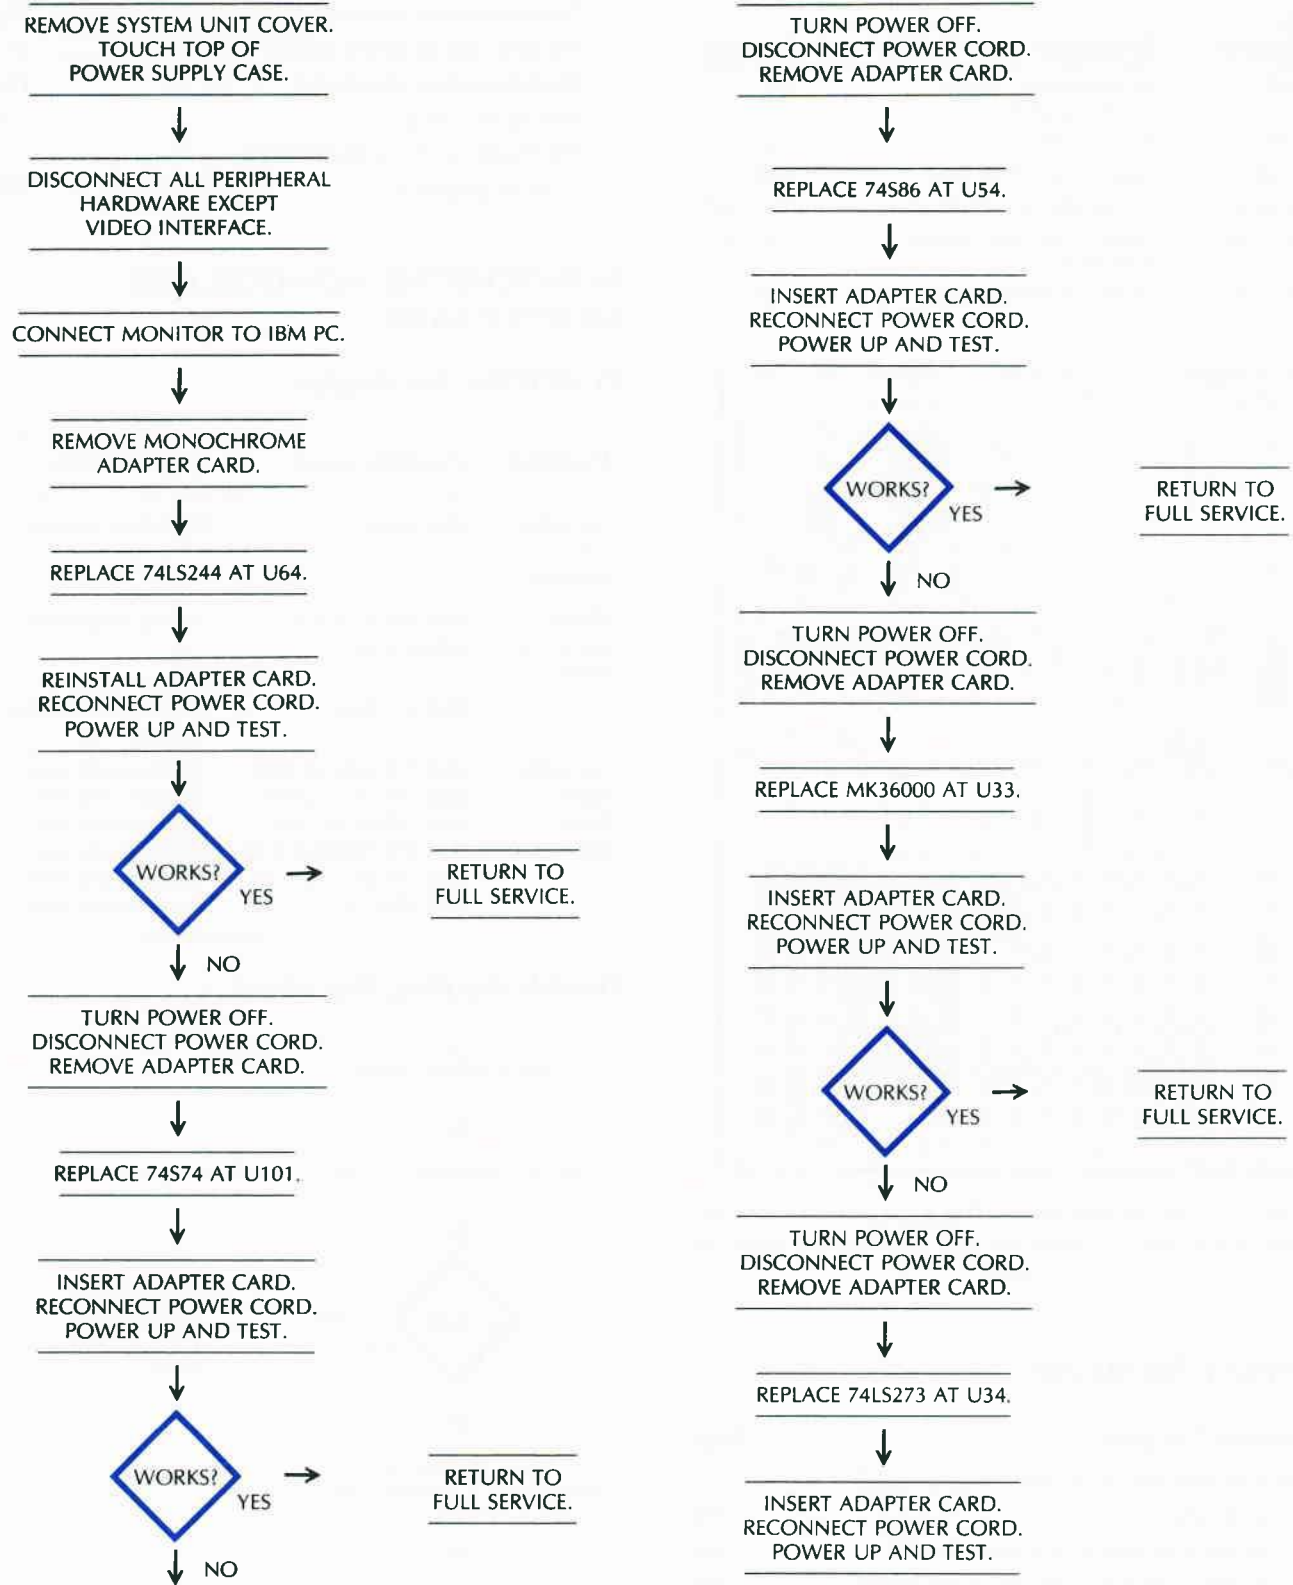 REMOVE SYSTEM UNIT COVER.
TOUCH TOP OF
POWER SUPPLY CASE.
DISCONNECT ALL PERIPHERAL
HARDWARE EXCEPT
VIDEO INTERFACE.
CONNECT MONITOR TO IBM PC.
REMOVE MONOCHROME
ADAPTER CARD.
REPLACE 74LS244 AT U64.
REINSTALL ADAPTER CARD.
RECONNECT POWER CORD.
POWER UP AND TEST.
WORKS?
YES
RETURN TO
FULL SERVICE.
NO
TURN POWER OFF.
DISCONNECT POWER CORD.
REMOVE ADAPTER CARD.
REPLACE 74S74 AT U101.
INSERT ADAPTER CARD.
RECONNECT POWER CORD.
POWER UP AND TEST.
WORKS?
YES
RETURN TO
FULL SERVICE.
NO
TURN POWER OFF.
DISCONNECT POWER CORD.
REMOVE ADAPTER CARD.
REPLACE 74S86 AT U54.
INSERT ADAPTER CARD.
RECONNECT POWER CORD.
POWER UP AND TEST.
WORKS?
YES
RETURN TO
FULL SERVICE.
NO
TURN POWER OFF.
DISCONNECT POWER CORD.
REMOVE ADAPTER CARD.
REPLACE MK36000 AT U33.
INSERT ADAPTER CARD.
RECONNECT POWER CORD.
POWER UP AND TEST.
WORKS?
YES
RETURN TO
FULL SERVICE.
NO
TURN POWER OFF.
DISCONNECT POWER CORD.
REMOVE ADAPTER CARD.
REPLACE 74LS273 AT U34.
INSERT ADAPTER CARD.
RECONNECT POWER CORD.
POWER UP AND TEST.